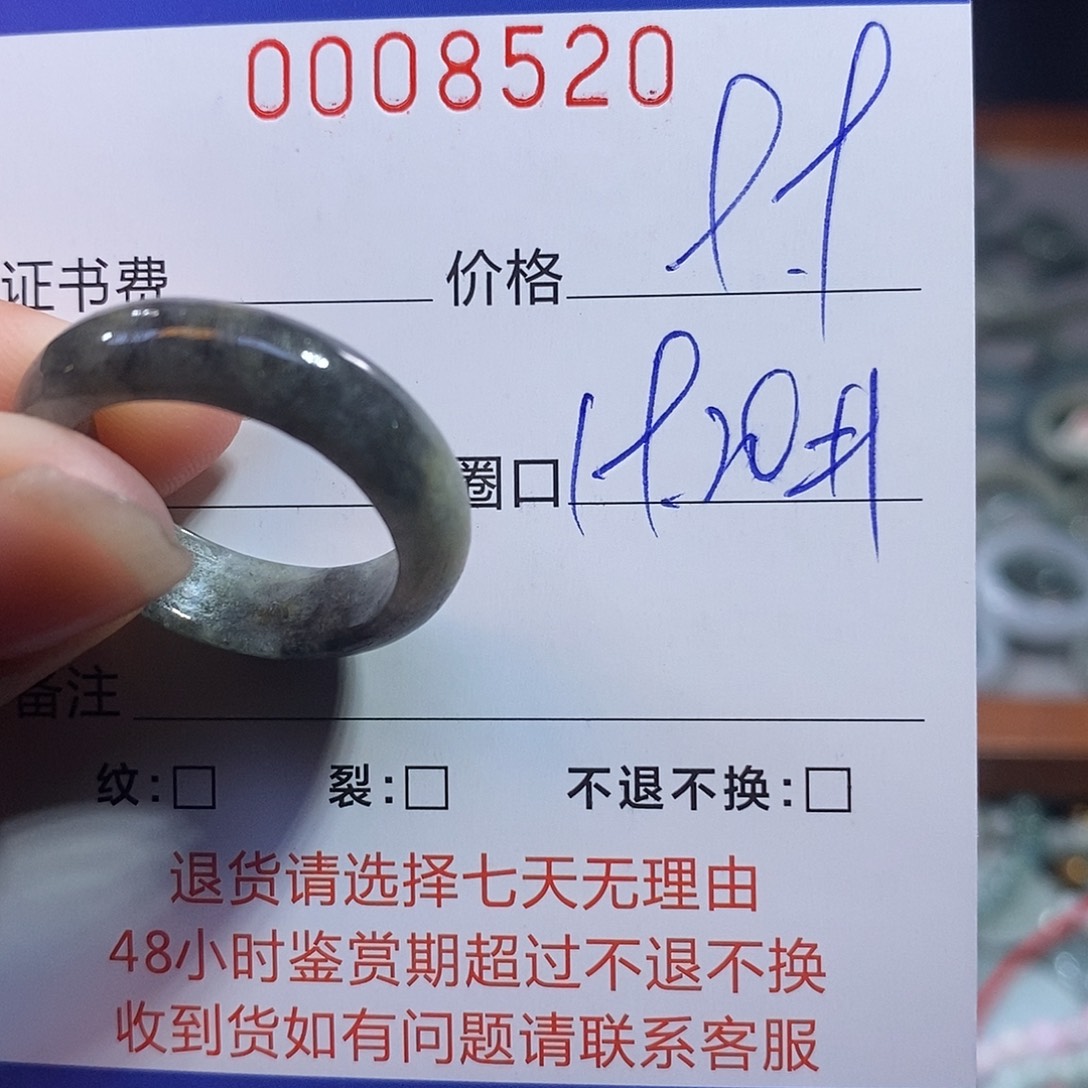 0008520
证书费 价格
圈口
备注
纹:□ 裂:□ 不退不换:□
退货请选择七天无理由
48小时鉴赏期超过不退不换
收到货如有问题请联系客服